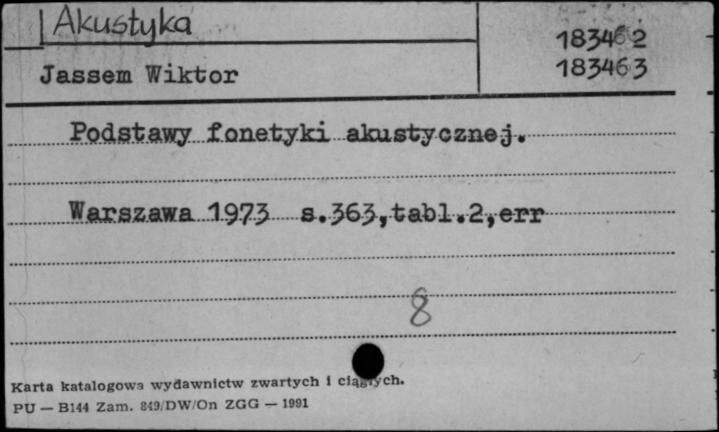 Akustyka
183462
183463
Jassem Wiktor
Podstawy fonetyki akustycznej.
Warszawa 1973 s.363,tabl.2,err
8
Karta katalogowa wydawnictw zwartych i ciągłych.
PU — B144 Zam. 849/DW/On ZGG — 1991